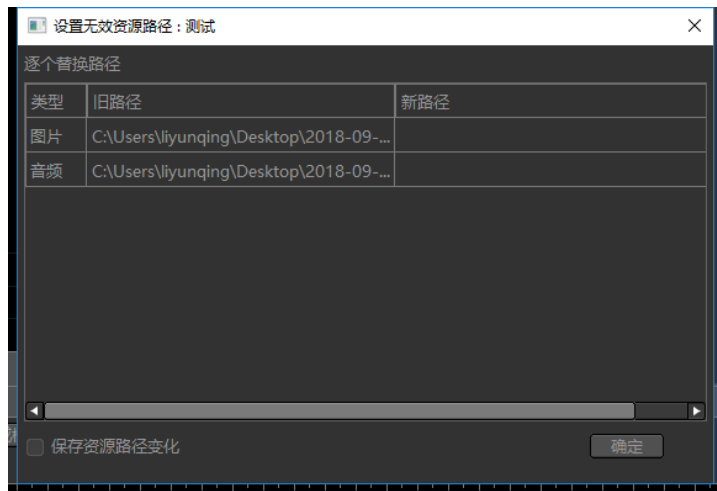 设置无效资源路径：测试
逐个替换路径
类型 旧路径 新路径
图片 C:\Users\liyunqing\Desktop\2018-09-...
音频 C:\Users\liyunqing\Desktop\2018-09-...
保存资源路径变化 确定